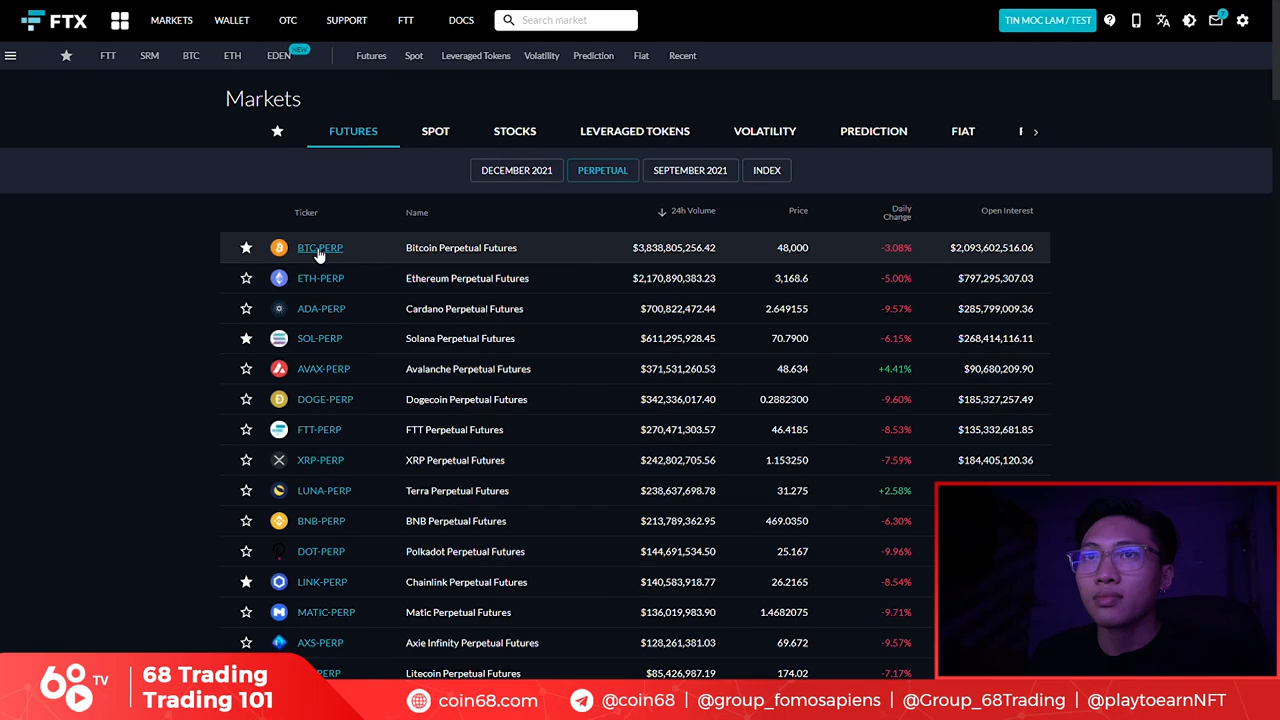 FTX MARKETS WALLET OTC SUPPORT FTT DOCS Search market TIN MOC LAM / TEST 7
FTT SRM BTC ETH EDEN NEW Futures Spot Leveraged Tokens Volatility Prediction Fiat Recent
Markets
FUTURES SPOT STOCKS LEVERAGED TOKENS VOLATILITY PREDICTION FIAT
DECEMBER 2021 PERPETUAL SEPTEMBER 2021 INDEX
Ticker Name 24h Volume Price Daily Change Open Interest
BTC-PERP Bitcoin Perpetual Futures $3,838,805,256.42 48,000 -3.08% $2,093,602,516.06
ETH-PERP Ethereum Perpetual Futures $2,170,890,383.23 3,168.6 -5.00% $797,295,307.03
ADA-PERP Cardano Perpetual Futures $700,822,472.44 2.649155 -9.57% $285,799,009.36
SOL-PERP Solana Perpetual Futures $611,295,928.45 70.7900 -6.15% $268,414,116.11
AVAX-PERP Avalanche Perpetual Futures $371,531,260.53 48.634 +4.41% $90,680,209.90
DOGE-PERP Dogecoin Perpetual Futures $342,336,017.40 0.2882300 -9.60% $185,327,257.49
FTT-PERP FTT Perpetual Futures $270,471,303.57 46.4185 -8.53% $135,332,681.85
XRP-PERP XRP Perpetual Futures $242,802,705.56 1.153250 -7.59% $184,405,120.36
LUNA-PERP Terra Perpetual Futures $238,637,698.78 31.275 +2.58%
BNB-PERP BNB Perpetual Futures $213,789,362.95 469.0350 -6.30%
DOT-PERP Polkadot Perpetual Futures $144,691,534.50 25.167 -9.96%
LINK-PERP Chainlink Perpetual Futures $140,583,918.77 26.2165 -8.54%
MATIC-PERP Matic Perpetual Futures $136,019,983.90 1.4682075 -9.71%
AXS-PERP Axie Infinity Perpetual Futures $128,261,381.03 69.672 -9.57%
Litecoin Perpetual Futures $85,426,987.19 174.02 -7.17%
68 TV 68 Trading
Trading 101
coin68.com @coin68 | @group_fomosapiens | @Group_68Trading | @playtoearnNFT